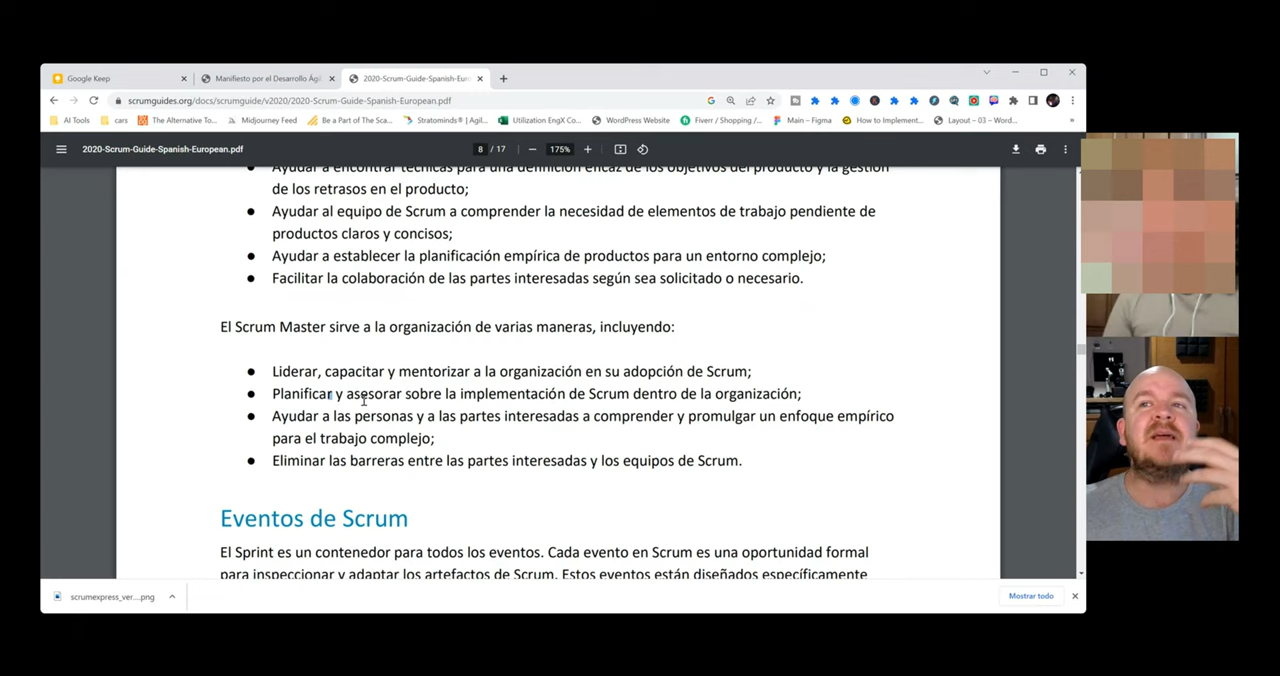 Google Keep
Manifiesto por el Desarrollo Ági
2020-Scrum-Guide-Spanish-Eur
scrumguides.org/docs/scrumguide/v2020/2020-Scrum-Guide-Spanish-European.pdf
AI Tools
cars
The Alternative To...
Midjourney Feed
Be a Part of The Sca...
Stratominds® | Agil...
Utilization EngX Co...
WordPress Website
Fiverr / Shopping /...
Main – Figma
How to Implement...
Layout – 03 – Word...
2020-Scrum-Guide-Spanish-European.pdf
8 / 17
175%
Ayudar a encontrar técnicas para una definición eficaz de los objetivos del producto y la gestión
de los retrasos en el producto;
● Ayudar al equipo de Scrum a comprender la necesidad de elementos de trabajo pendiente de
productos claros y concisos;
● Ayudar a establecer la planificación empírica de productos para un entorno complejo;
● Facilitar la colaboración de las partes interesadas según sea solicitado o necesario.
El Scrum Master sirve a la organización de varias maneras, incluyendo:
● Liderar, capacitar y mentorizar a la organización en su adopción de Scrum;
● Planificar y asesorar sobre la implementación de Scrum dentro de la organización;
● Ayudar a las personas y a las partes interesadas a comprender y promulgar un enfoque empírico
para el trabajo complejo;
● Eliminar las barreras entre las partes interesadas y los equipos de Scrum.
Eventos de Scrum
El Sprint es un contenedor para todos los eventos. Cada evento en Scrum es una oportunidad formal
para inspeccionar y adaptar los artefactos de Scrum. Estos eventos están diseñados específicamente
scrumexpress_ver....png
Mostrar todo